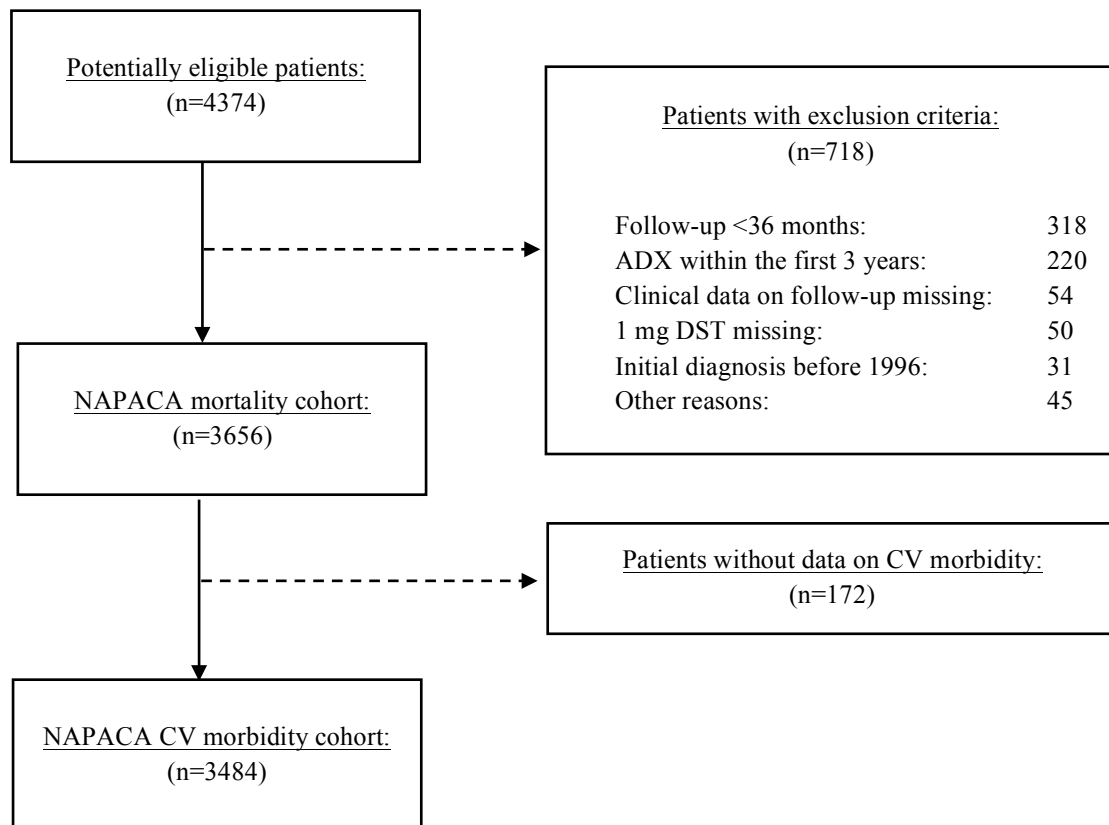 Potentially eligible patients:
(n=4374)
Patients with exclusion criteria:
(n=718)
Follow-up <36 months: 318
ADX within the first 3 years: 220
Clinical data on follow-up missing: 54
1 mg DST missing: 50
Initial diagnosis before 1996: 31
Other reasons: 45
NAPACA mortality cohort:
(n=3656)
Patients without data on CV morbidity:
(n=172)
NAPACA CV morbidity cohort:
(n=3484)